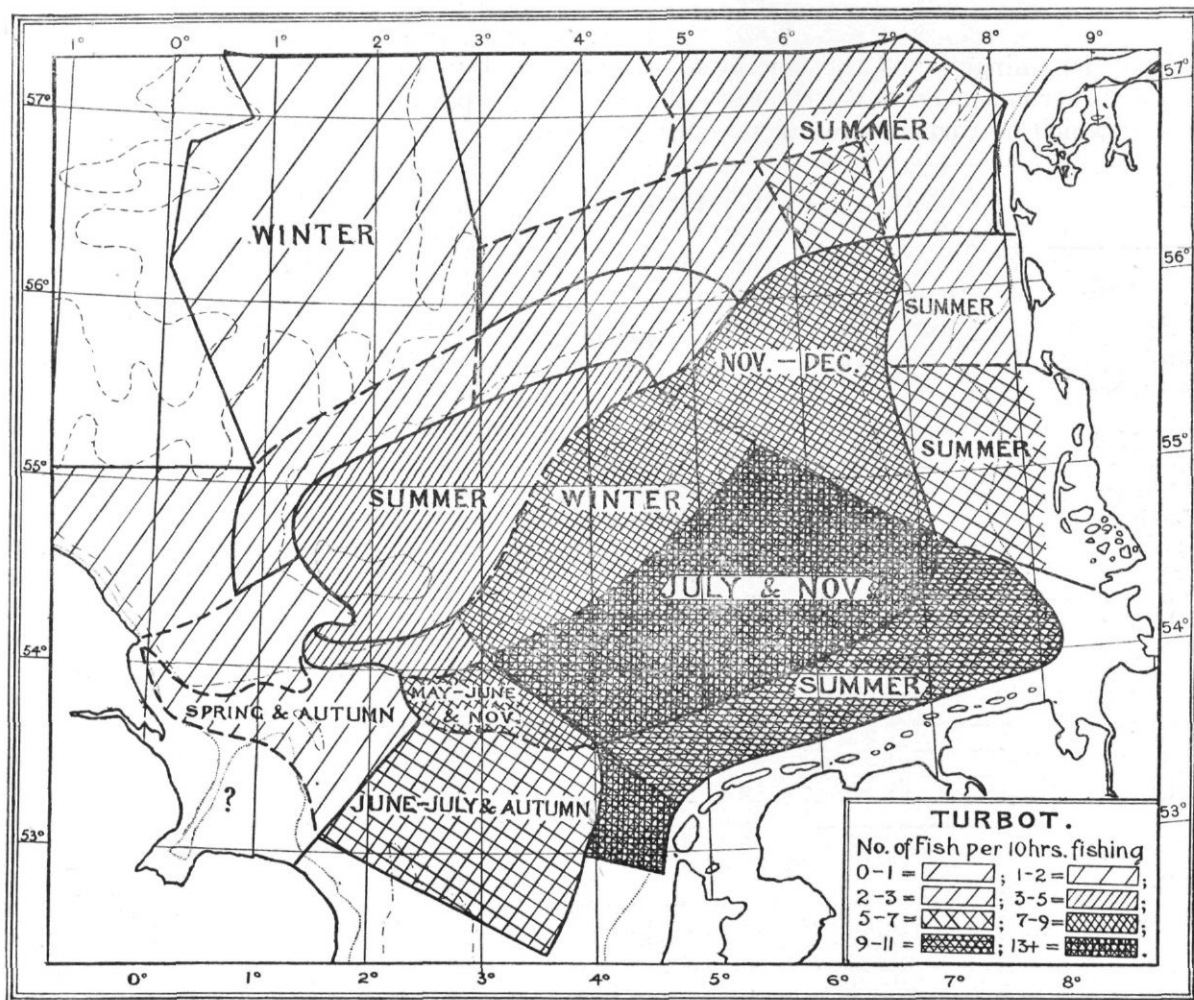 1° 0° 1° 2° 3° 4° 5° 6° 7° 8° 9°
57° 57°
SUMMER
WINTER
56° 56°
SUMMER
NOV. - DEC.
55° 55°
SUMMER
SUMMER WINTER
JULY & NOV.
54° 54°
SUMMER
MAY-JUNE
& NOV.
SPRING & AUTUMN
?
JUNE-JULY & AUTUMN
53° 53°
TURBOT.
No. of Fish per 10 hrs. fishing
0-1 = ; 1-2 = ;
2-3 = ; 3-5 = ;
5-7 = ; 7-9 = ;
9-11 = ; 13+ = .
0° 1° 2° 3° 4° 5° 6° 7° 8°